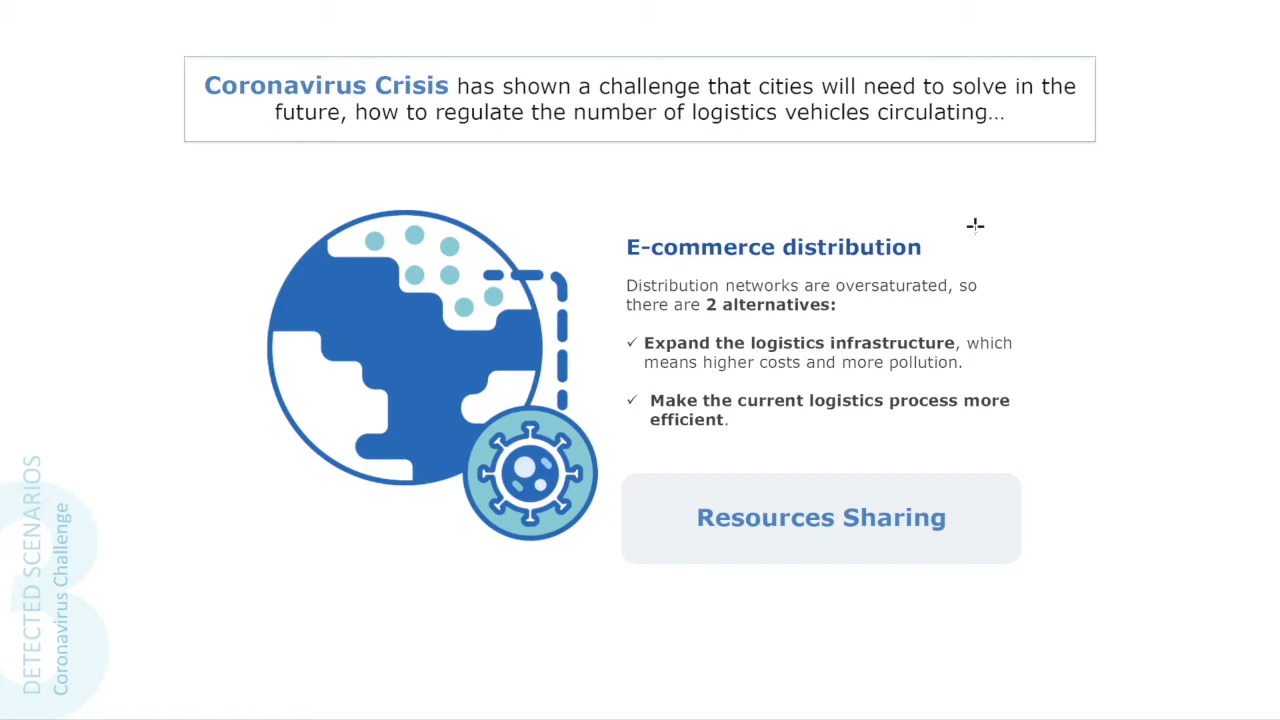 Coronavirus Crisis has shown a challenge that cities will need to solve in the
future, how to regulate the number of logistics vehicles circulating…
E-commerce distribution
Distribution networks are oversaturated, so
there are 2 alternatives:
✓ Expand the logistics infrastructure, which
means higher costs and more pollution.
✓ Make the current logistics process more
efficient.
Resources Sharing
3
DETECTED SCENARIOS
Coronavirus Challenge